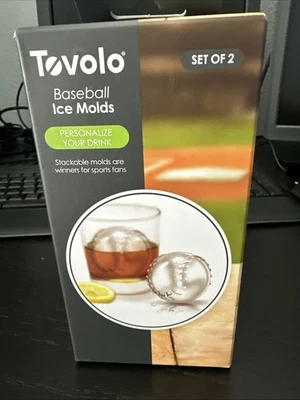 Tovolo®
SET OF 2
Baseball
Ice Molds
PERSONALIZE
YOUR DRINK
Stackable molds are
winners for sports fans